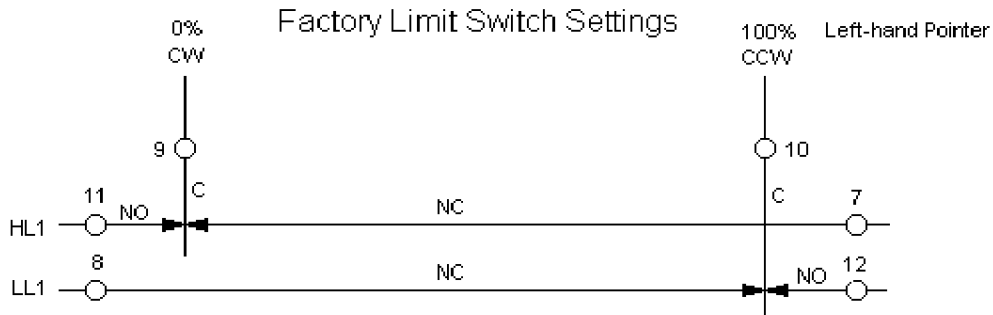 Factory Limit Switch Settings
0%
CW
100%
CCW
Left-hand Pointer
9
10
C
C
11
NO
NC
7
HL1
8
NC
NO
12
LL1